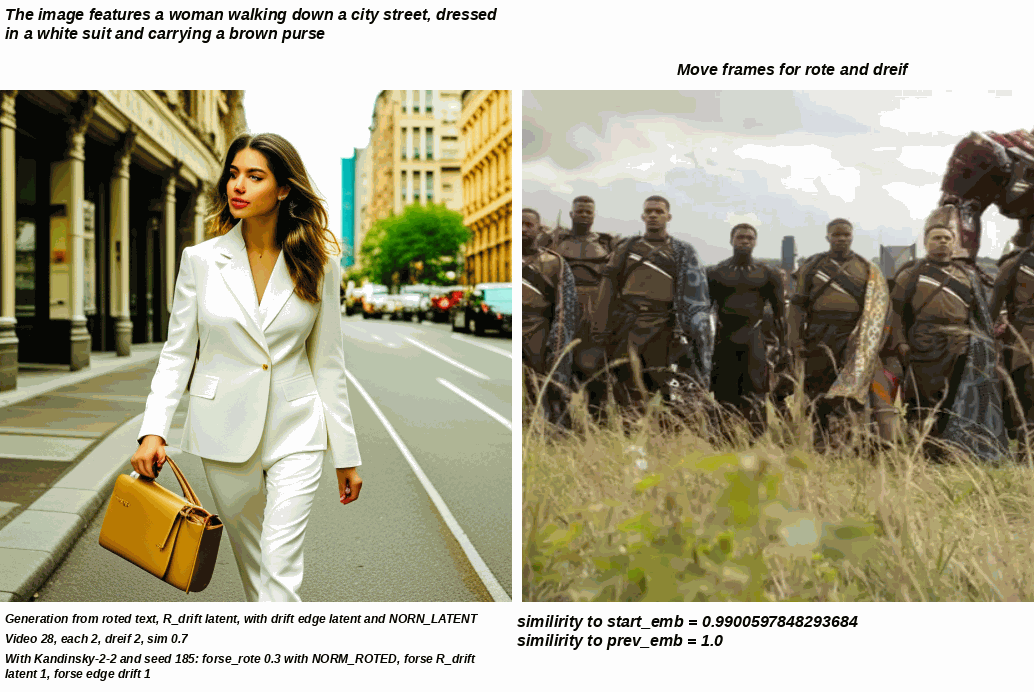 The image features a woman walking down a city street, dressed
in a white suit and carrying a brown purse
Move frames for rote and dreif
Generation from roted text, R_drift latent, with drift edge latent and NORN_LATENT
Video 28, each 2, dreif 2, sim 0.7
With Kandinsky-2-2 and seed 185: forse_rote 0.3 with NORM_ROTED, forse R_drift
latent 1, forse edge drift 1
similirity to start_emb = 0.9900597848293684
similirity to prev_emb = 1.0